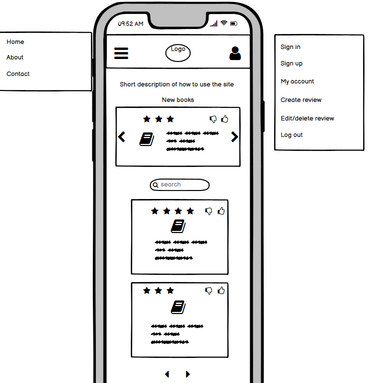 09:52 AM
Home
About
Contact
Logo
Sign in
Sign up
My account
Create review
Edit/delete review
Log out
Short description of how to use the site
New books
search